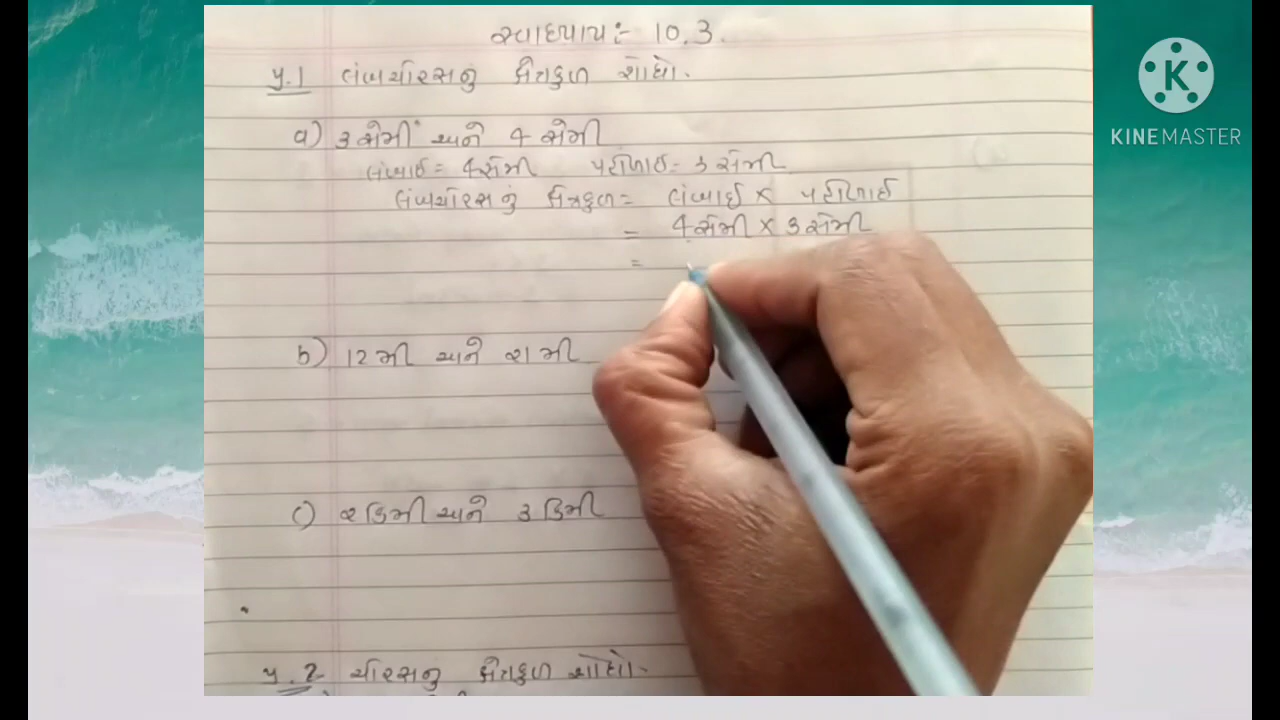 સ્વાધ્યાય:- 10.3.
પ્ર.1 લંબચોરસનું ક્ષેત્રફળ શોધો.
a) 3 સેમી અને 4 સેમી
લંબાઈ = 4 સેમી પહોળાઈ = 3 સેમી
લંબચોરસનું ક્ષેત્રફળ = લંબાઈ × પહોળાઈ
= 4 સેમી × 3 સેમી
=
b) 12 મી અને 21 મી
c) 2 કિમી અને 3 કિમી
પ્ર.2 ચોરસનું ક્ષેત્રફળ શોધો.
KINEMASTER